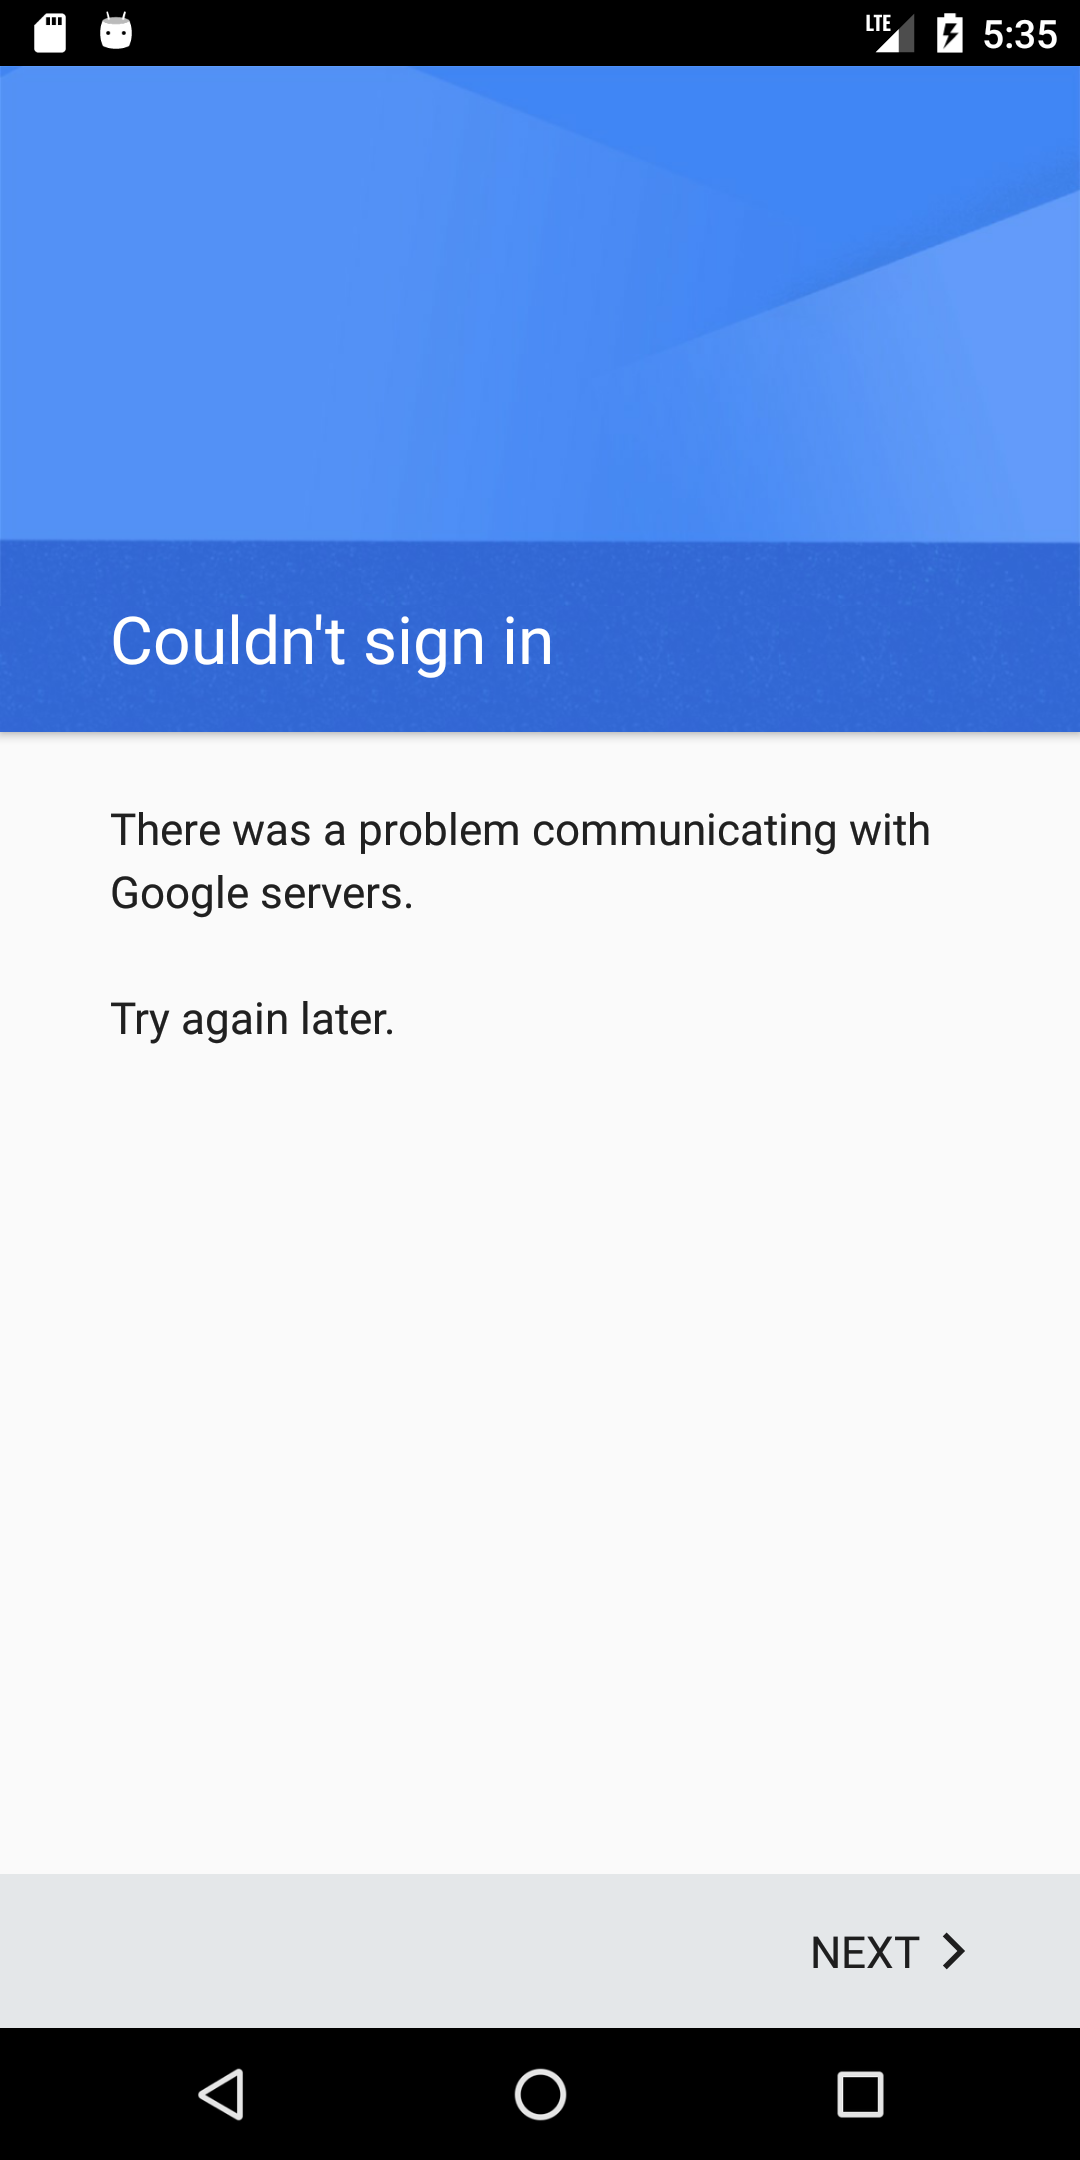 LTE 5:35
Couldn't sign in
There was a problem communicating with
Google servers.
Try again later.
NEXT